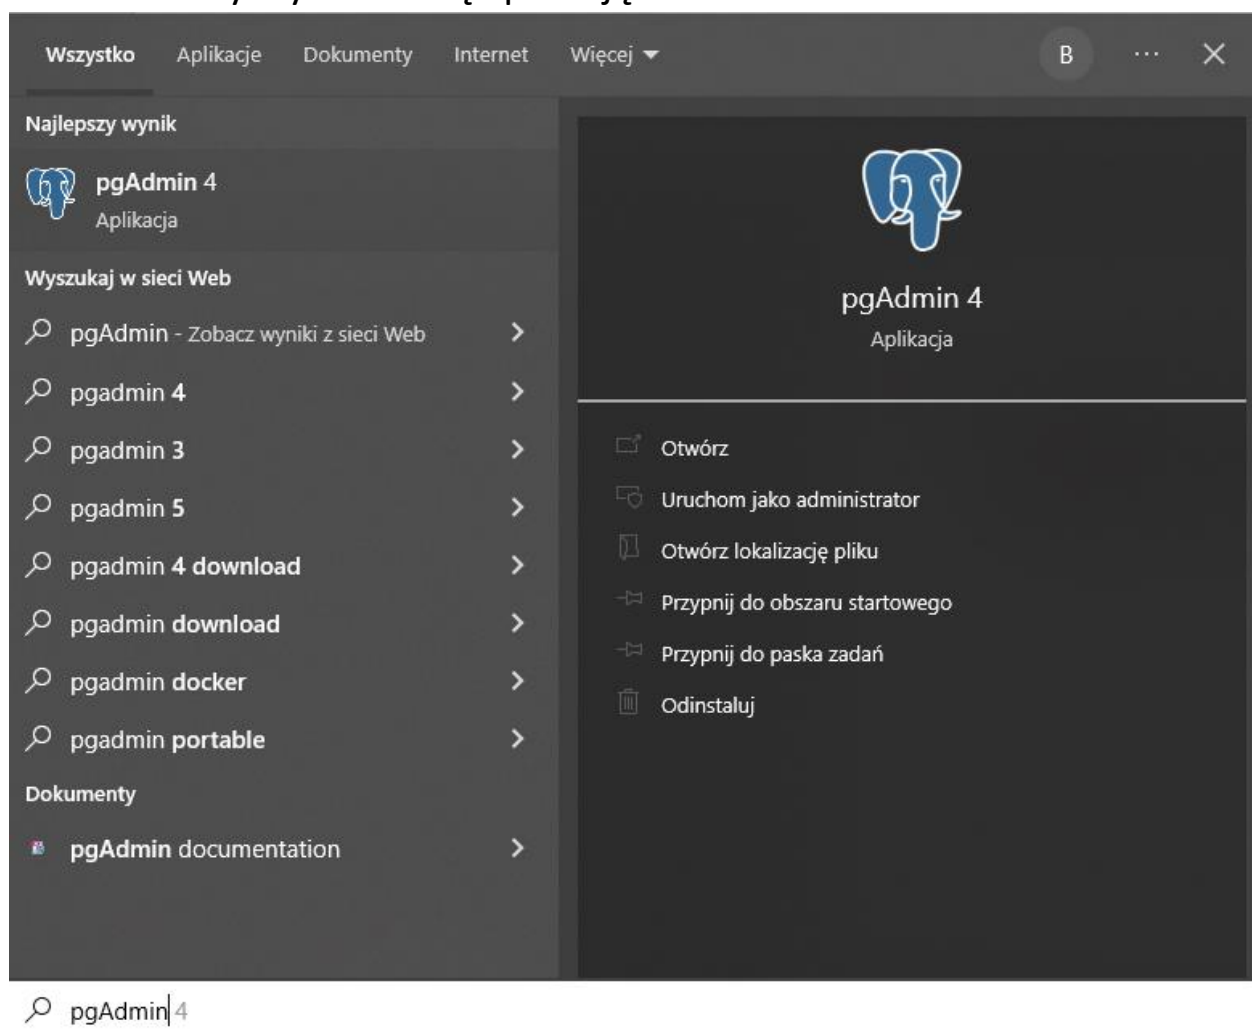 Wszystko Aplikacje Dokumenty Internet Więcej B ... 
Najlepszy wynik
pgAdmin 4
Aplikacja
Wyszukaj w sieci Web
pgAdmin - Zobacz wyniki z sieci Web
pgadmin 4
pgadmin 3
pgadmin 5
pgadmin 4 download
pgadmin download
pgadmin docker
pgadmin portable
Dokumenty
pgAdmin documentation
pgAdmin 4
Aplikacja
Otwórz
Uruchom jako administrator
Otwórz lokalizację pliku
Przypnij do obszaru startowego
Przypnij do paska zadań
Odinstaluj
pgAdmin 4